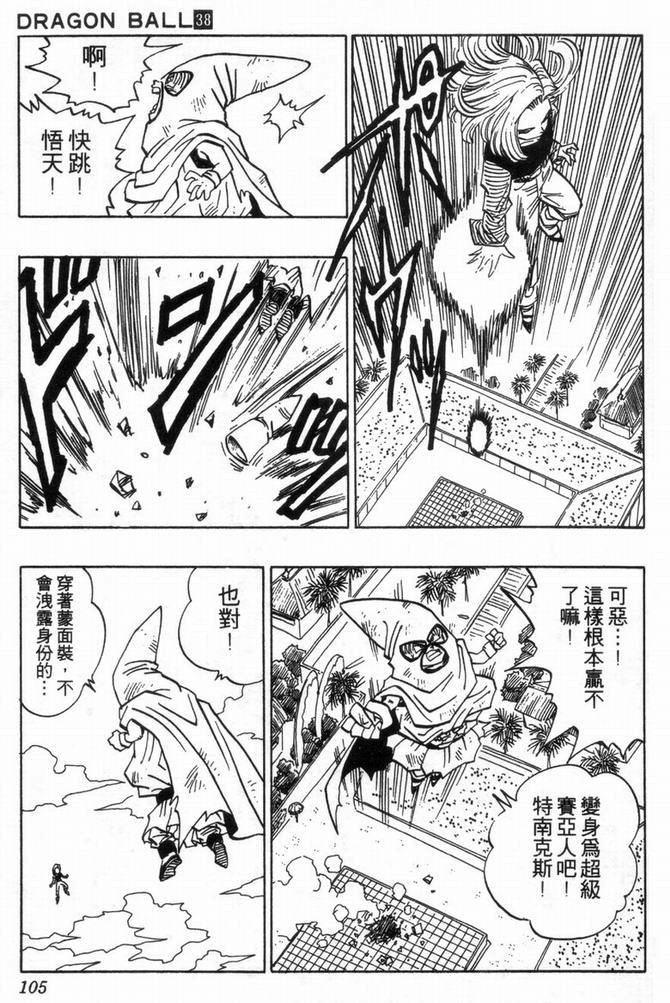 DRAGON BALL 38
啊！
快跳！
悟天！
可惡…！
這樣根本贏不
了嘛！
變身爲超級
賽亞人吧！
特南克斯！
也對！
穿著蒙面裝，不
會洩露身份的…
105